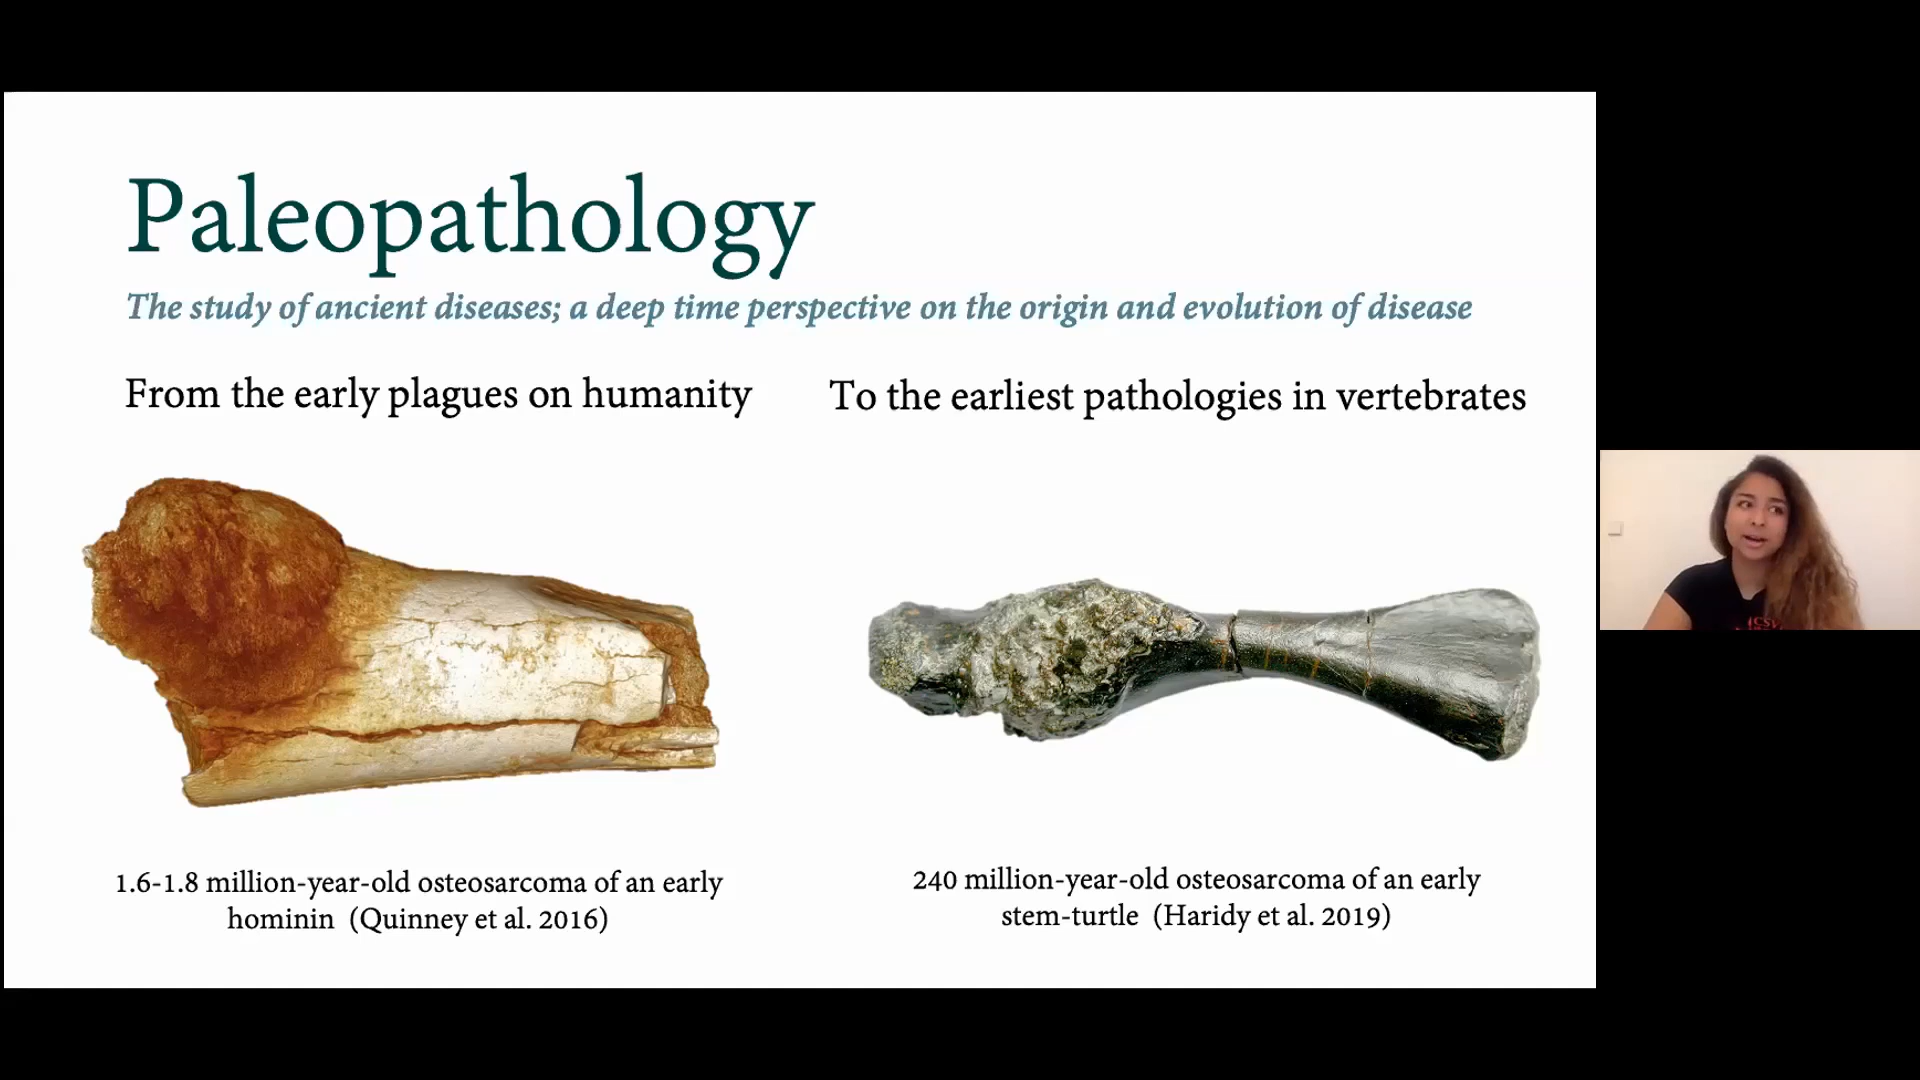 Paleopathology
The study of ancient diseases; a deep time perspective on the origin and evolution of disease
From the early plagues on humanity
To the earliest pathologies in vertebrates
1.6-1.8 million-year-old osteosarcoma of an early
hominin (Quinney et al. 2016)
240 million-year-old osteosarcoma of an early
stem-turtle (Haridy et al. 2019)